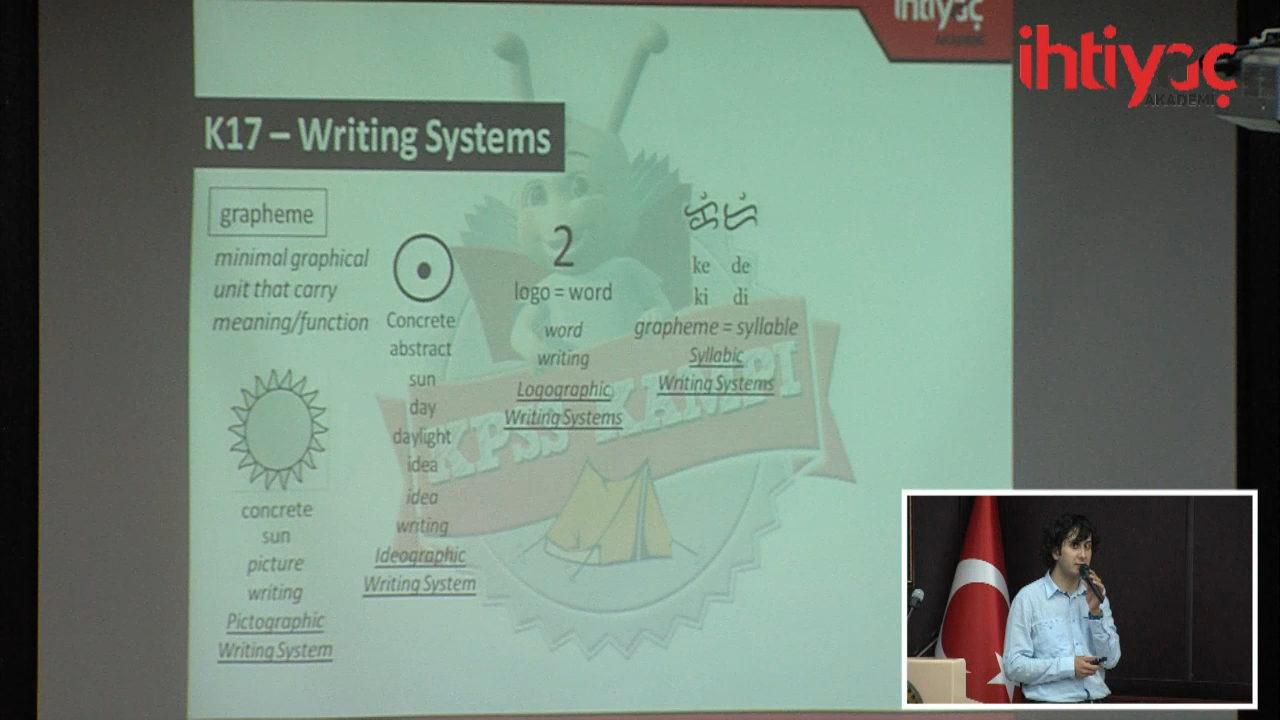 ihtiyaç
AKADEMİ
ihtiyaç
AKADEMİ
K17 – Writing Systems
grapheme
minimal graphical
unit that carry
meaning/function
concrete
sun
picture
writing
Pictographic
Writing System
Concrete
abstract
sun
day
daylight
idea
idea
writing
Ideographic
Writing System
2
logo = word
word
writing
Logographic
Writing Systems
ke de
ki di
grapheme = syllable
Syllabic
Writing Systems
KPSS KAMPI